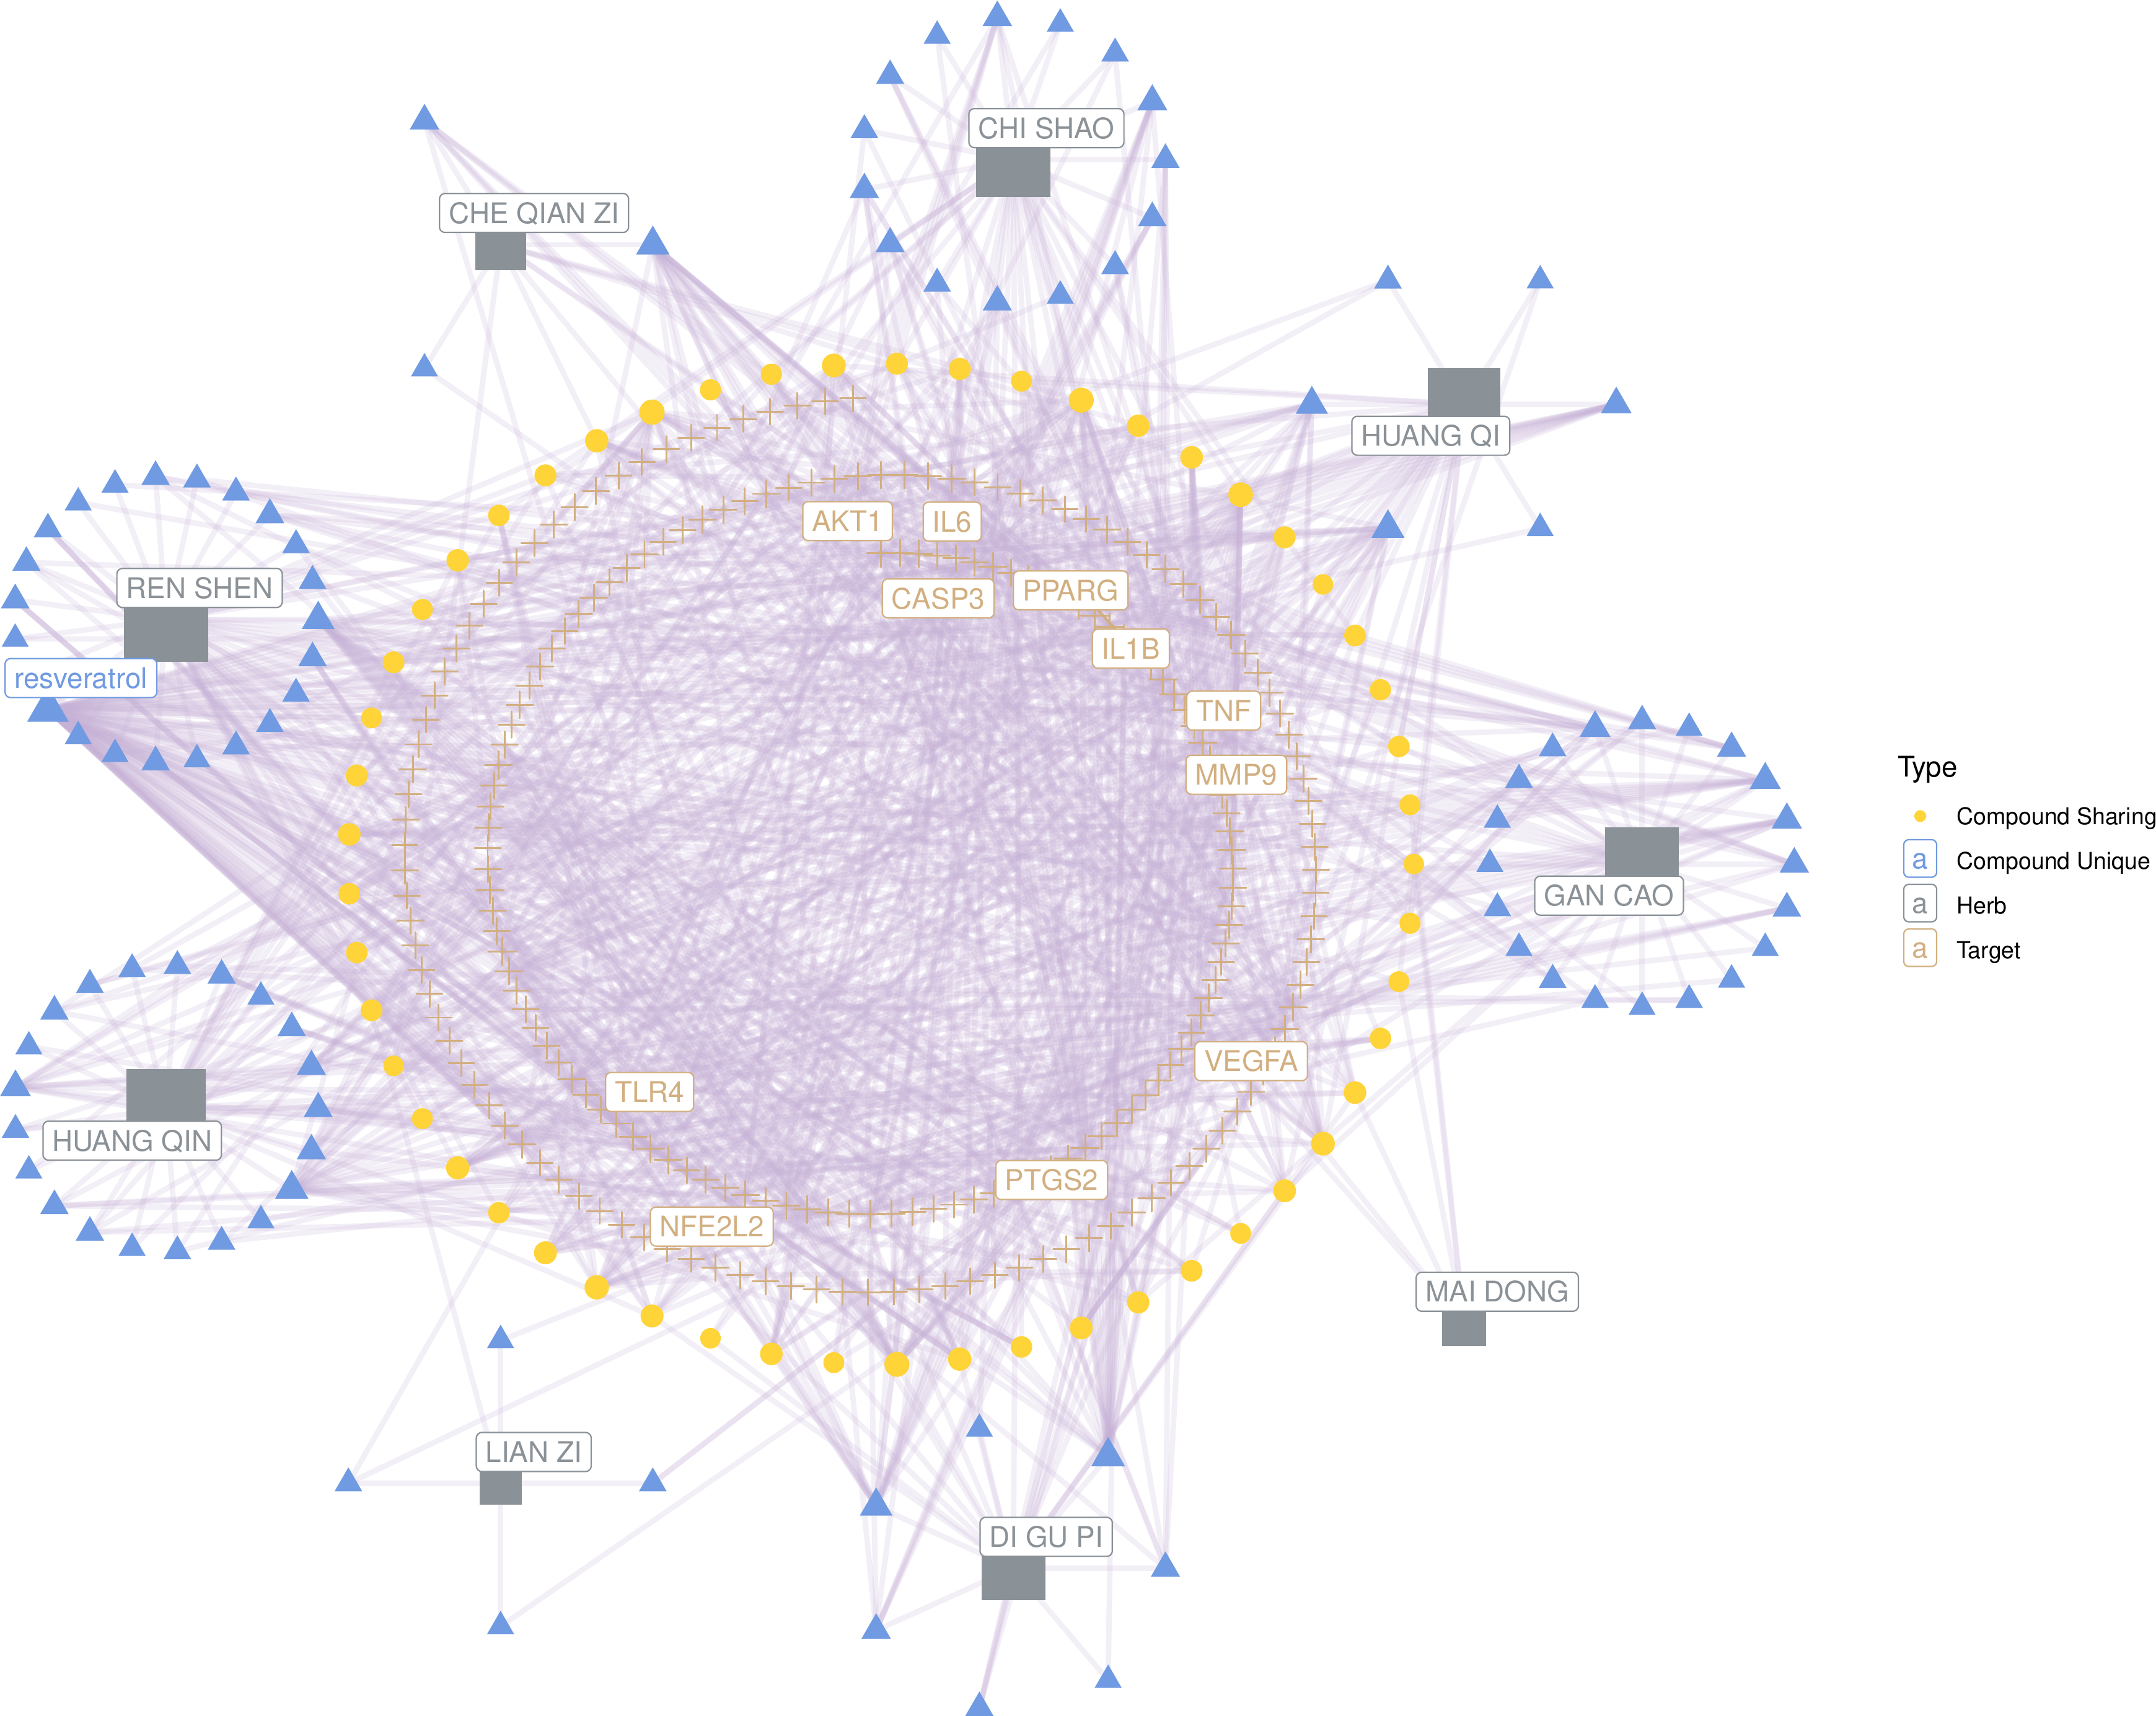 CHI SHAO
CHE QIAN ZI
HUANG QI
AKT1
IL6
REN SHEN
CASP3
PPARG
IL1B
resveratrol
TNF
MMP9
Type
Compound Sharing
a Compound Unique
a Herb
a Target
GAN CAO
VEGFA
TLR4
HUANG QIN
PTGS2
NFE2L2
MAI DONG
LIAN ZI
DI GU PI